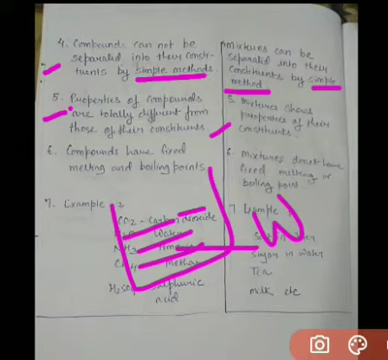 4. Compounds can not be
separated into their consti-
tuents by simple methods.
5. Properties of compounds
are totally different from
those of their constituents
6. Compounds have fixed
melting and boiling points
7. Example :
CO2 - Carbon dioxide
Water
NH3
CH4 Methane
H2SO4 Sulphuric
acid
Mixtures can be
separated into their
constituents by simple
method
5. Mixtures shows
properties of their
constituents.
6. Mixtures donot have
fixed melting or
boiling point.
7 Example
Sugar in water
Tea
milk etc
W